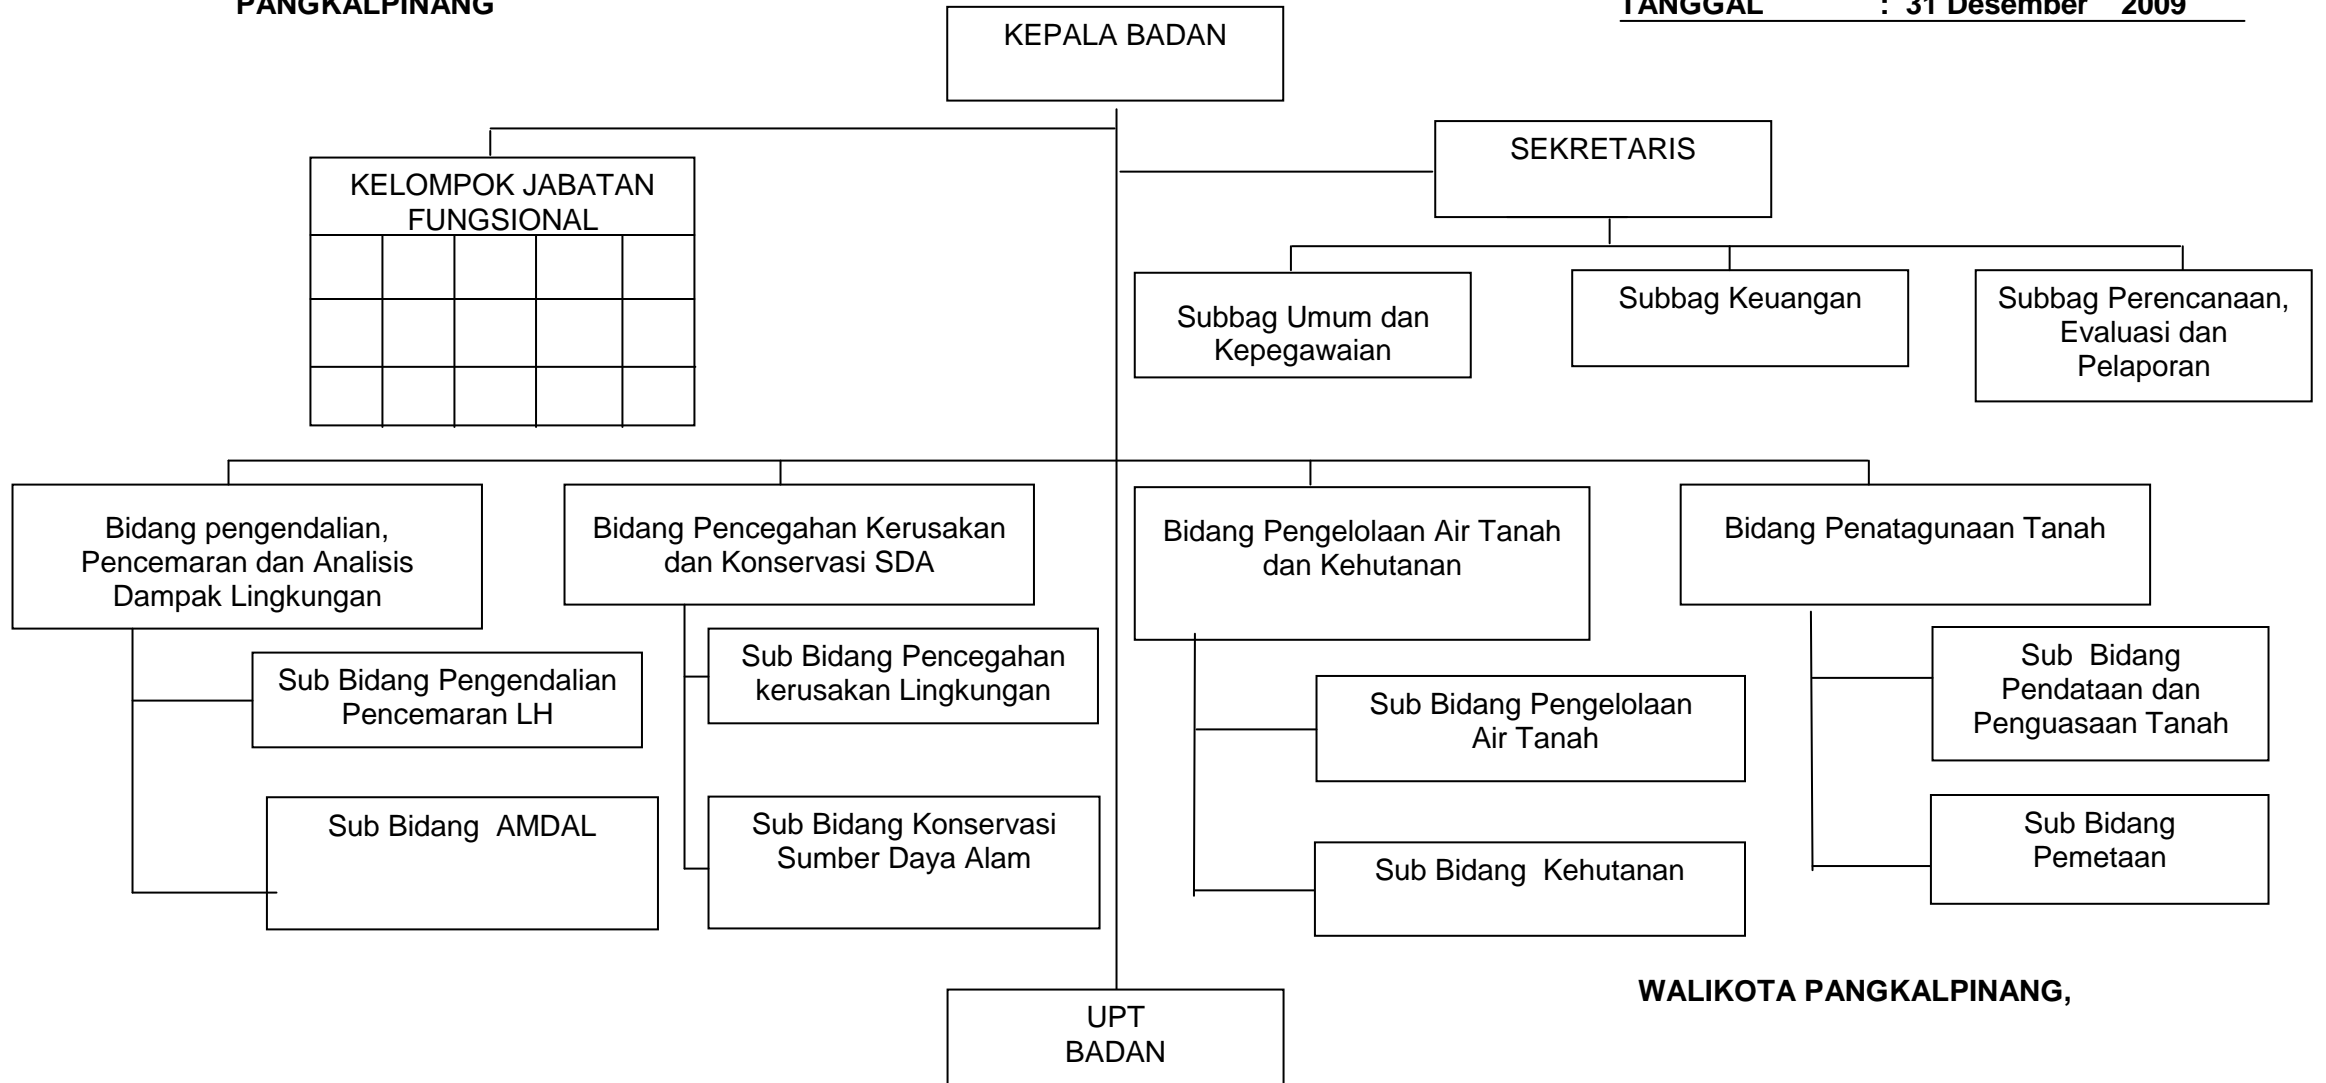 PANGKALPINANG
TANGGAL : 31 Desember 2009
KEPALA BADAN
SEKRETARIS
KELOMPOK JABATAN
FUNGSIONAL
Subbag Umum dan
Kepegawaian
Subbag Keuangan
Subbag Perencanaan,
Evaluasi dan
Pelaporan
Bidang pengendalian,
Pencemaran dan Analisis
Dampak Lingkungan
Bidang Pencegahan Kerusakan
dan Konservasi SDA
Bidang Pengelolaan Air Tanah
dan Kehutanan
Bidang Penatagunaan Tanah
Sub Bidang Pengendalian
Pencemaran LH
Sub Bidang AMDAL
Sub Bidang Pencegahan
kerusakan Lingkungan
Sub Bidang Konservasi
Sumber Daya Alam
Sub Bidang Pengelolaan
Air Tanah
Sub Bidang Kehutanan
Sub Bidang
Pendataan dan
Penguasaan Tanah
Sub Bidang
Pemetaan
WALIKOTA PANGKALPINANG,
UPT
BADAN